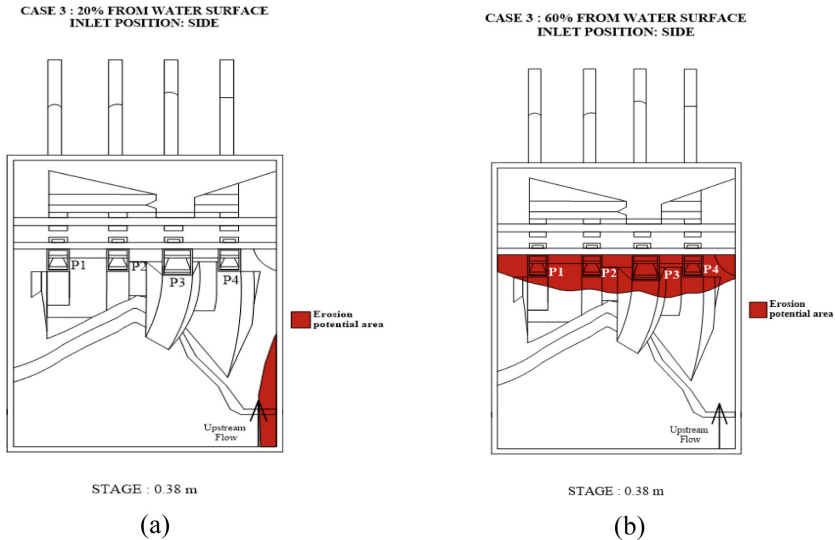 CASE 3 : 20% FROM WATER SURFACE
INLET POSITION: SIDE
P1
P2
P3
P4
Erosion
potential area
Upstream
Flow
STAGE : 0.38 m
(a)
CASE 3 : 60% FROM WATER SURFACE
INLET POSITION: SIDE
P1
P2
P3
P4
Erosion
potential area
Upstream
Flow
STAGE : 0.38 m
(b)